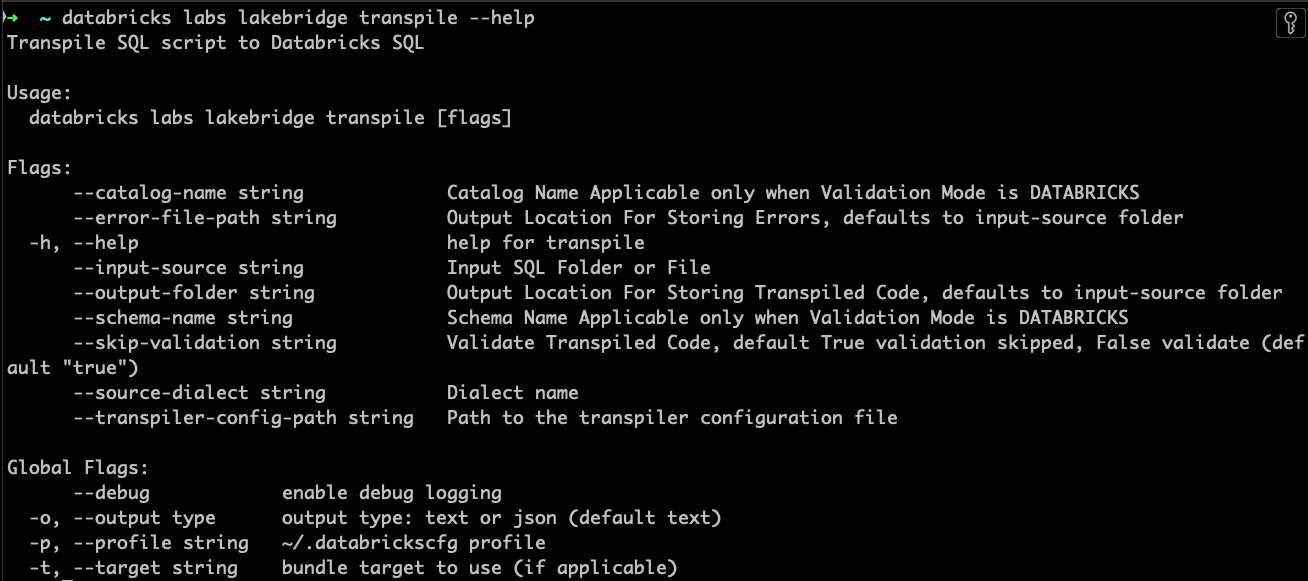 ➜ ~ databricks labs lakebridge transpile --help
Transpile SQL script to Databricks SQL
Usage:
databricks labs lakebridge transpile [flags]
Flags:
--catalog-name string Catalog Name Applicable only when Validation Mode is DATABRICKS
--error-file-path string Output Location For Storing Errors, defaults to input-source folder
-h, --help help for transpile
--input-source string Input SQL Folder or File
--output-folder string Output Location For Storing Transpiled Code, defaults to input-source folder
--schema-name string Schema Name Applicable only when Validation Mode is DATABRICKS
--skip-validation string Validate Transpiled Code, default True validation skipped, False validate (def
ault "true")
--source-dialect string Dialect name
--transpiler-config-path string Path to the transpiler configuration file
Global Flags:
--debug enable debug logging
-o, --output type output type: text or json (default text)
-p, --profile string ~/.databrickscfg profile
-t, --target string bundle target to use (if applicable)